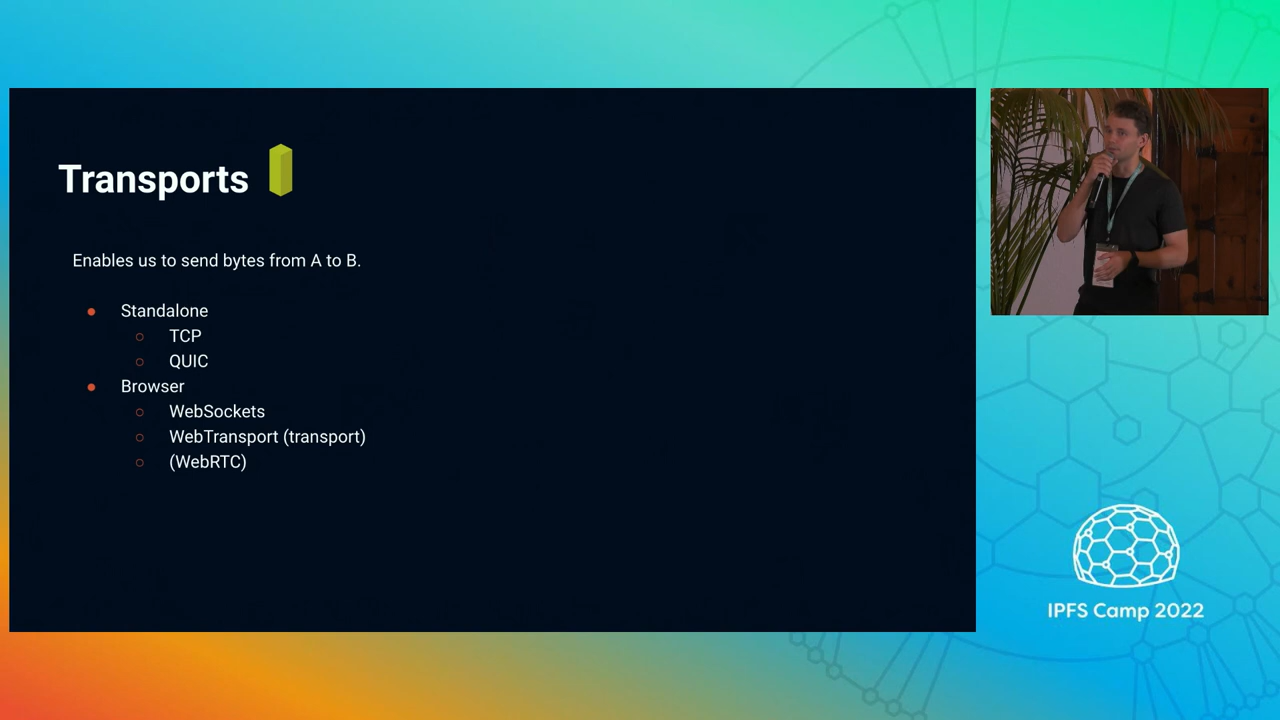 Transports
Enables us to send bytes from A to B.
● Standalone
○ TCP
○ QUIC
● Browser
○ WebSockets
○ WebTransport (transport)
○ (WebRTC)
IPFS Camp 2022